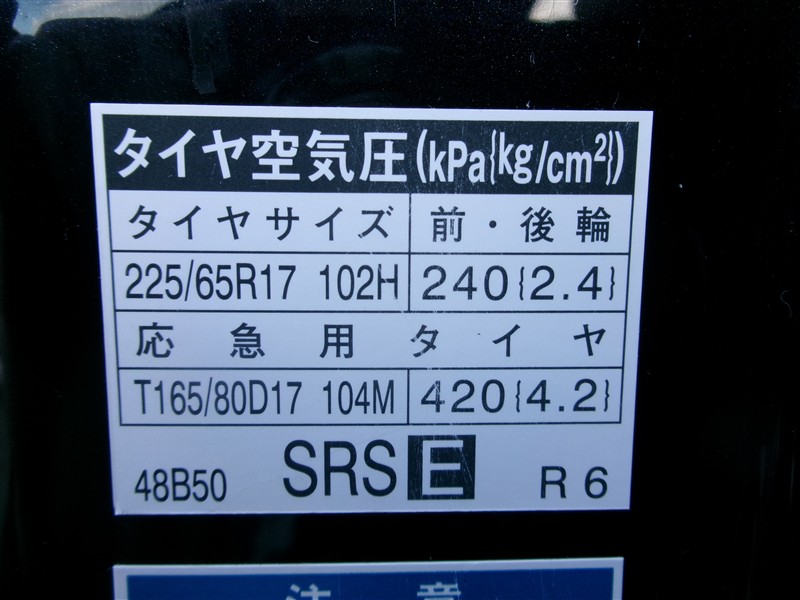 タイヤ空気圧(kPa{kg/cm²})
タイヤサイズ 前・後輪
225/65R17 102H 240{2.4}
応急用タイヤ
T165/80D17 104M 420{4.2}
48B50 SRS E R6
注意